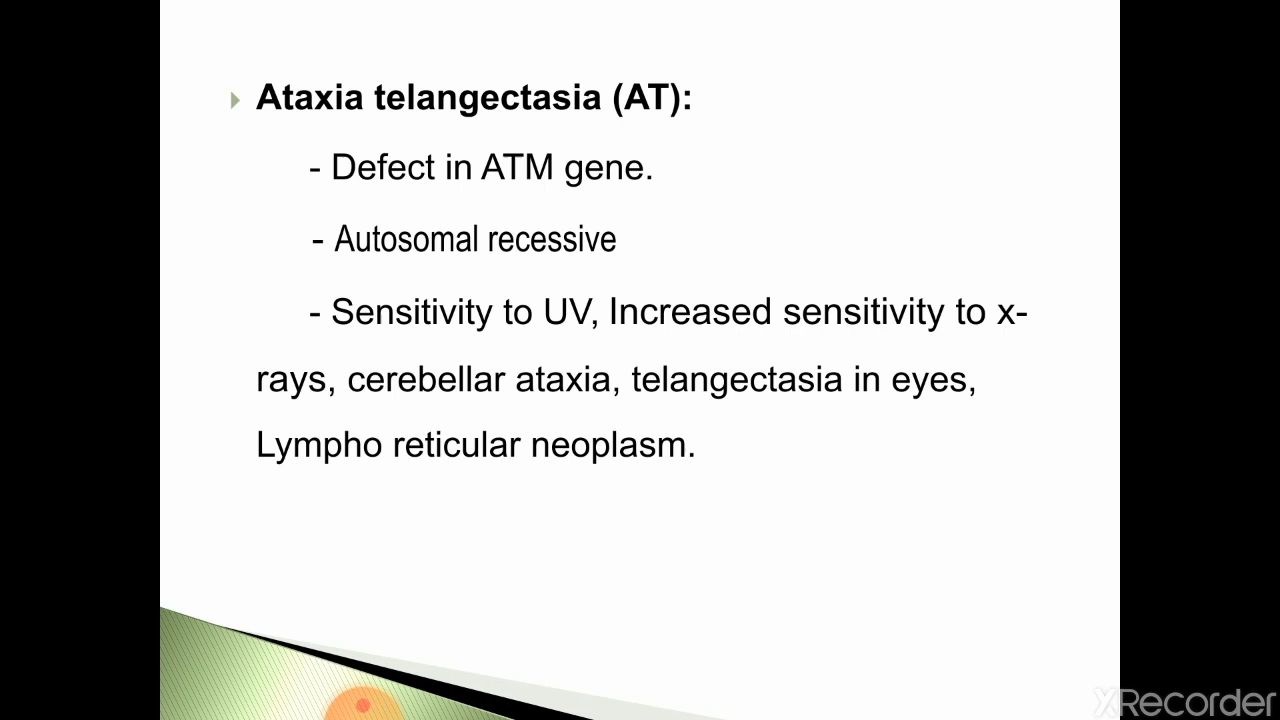 Ataxia telangectasia (AT):
- Defect in ATM gene.
- Autosomal recessive
- Sensitivity to UV, Increased sensitivity to x-
rays, cerebellar ataxia, telangectasia in eyes,
Lympho reticular neoplasm.
XRecorder